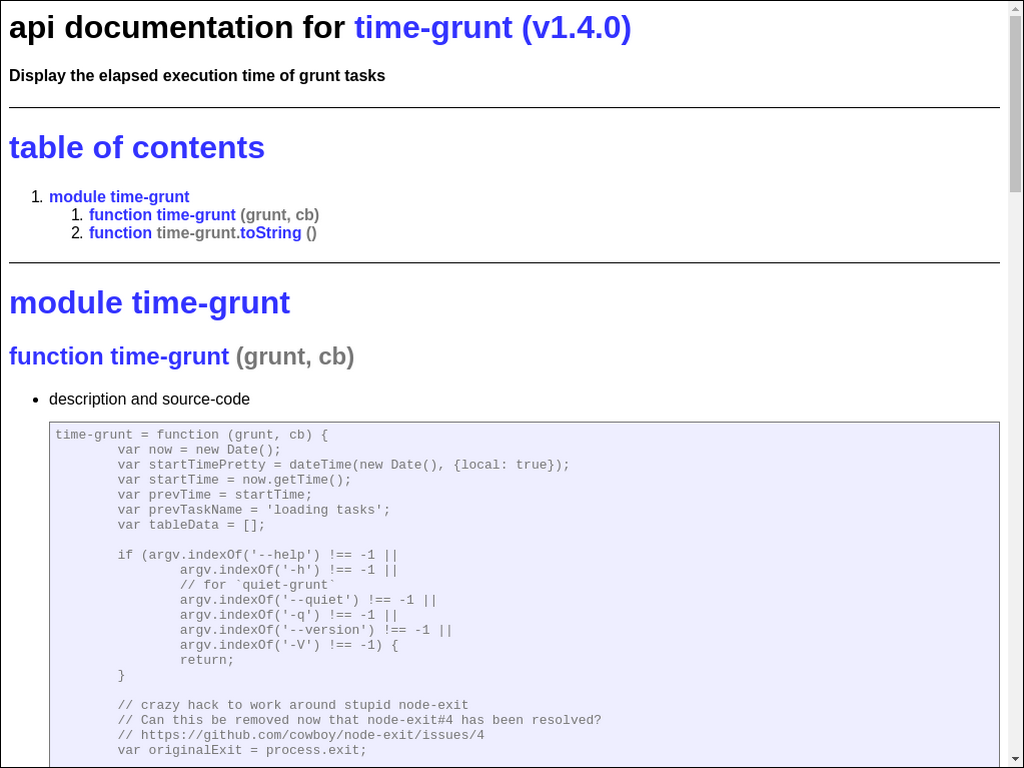 api documentation for time-grunt (v1.4.0)
Display the elapsed execution time of grunt tasks
table of contents
1. module time-grunt
1. function time-grunt (grunt, cb)
2. function time-grunt.toString ()
module time-grunt
function time-grunt (grunt, cb)
• description and source-code
time-grunt = function (grunt, cb) {
        var now = new Date();
        var startTimePretty = dateTime(new Date(), {local: true});
        var startTime = now.getTime();
        var prevTime = startTime;
        var prevTaskName = 'loading tasks';
        var tableData = [];
        if (argv.indexOf('--help') !== -1 ||
                argv.indexOf('-h') !== -1 ||
                // for `quiet-grunt`
                argv.indexOf('--quiet') !== -1 ||
                argv.indexOf('-q') !== -1 ||
                argv.indexOf('--version') !== -1 ||
                argv.indexOf('-V') !== -1) {
                return;
        }
        // crazy hack to work around stupid node-exit
        // Can this be removed now that node-exit#4 has been resolved?
        // https://github.com/cowboy/node-exit/issues/4
        var originalExit = process.exit;